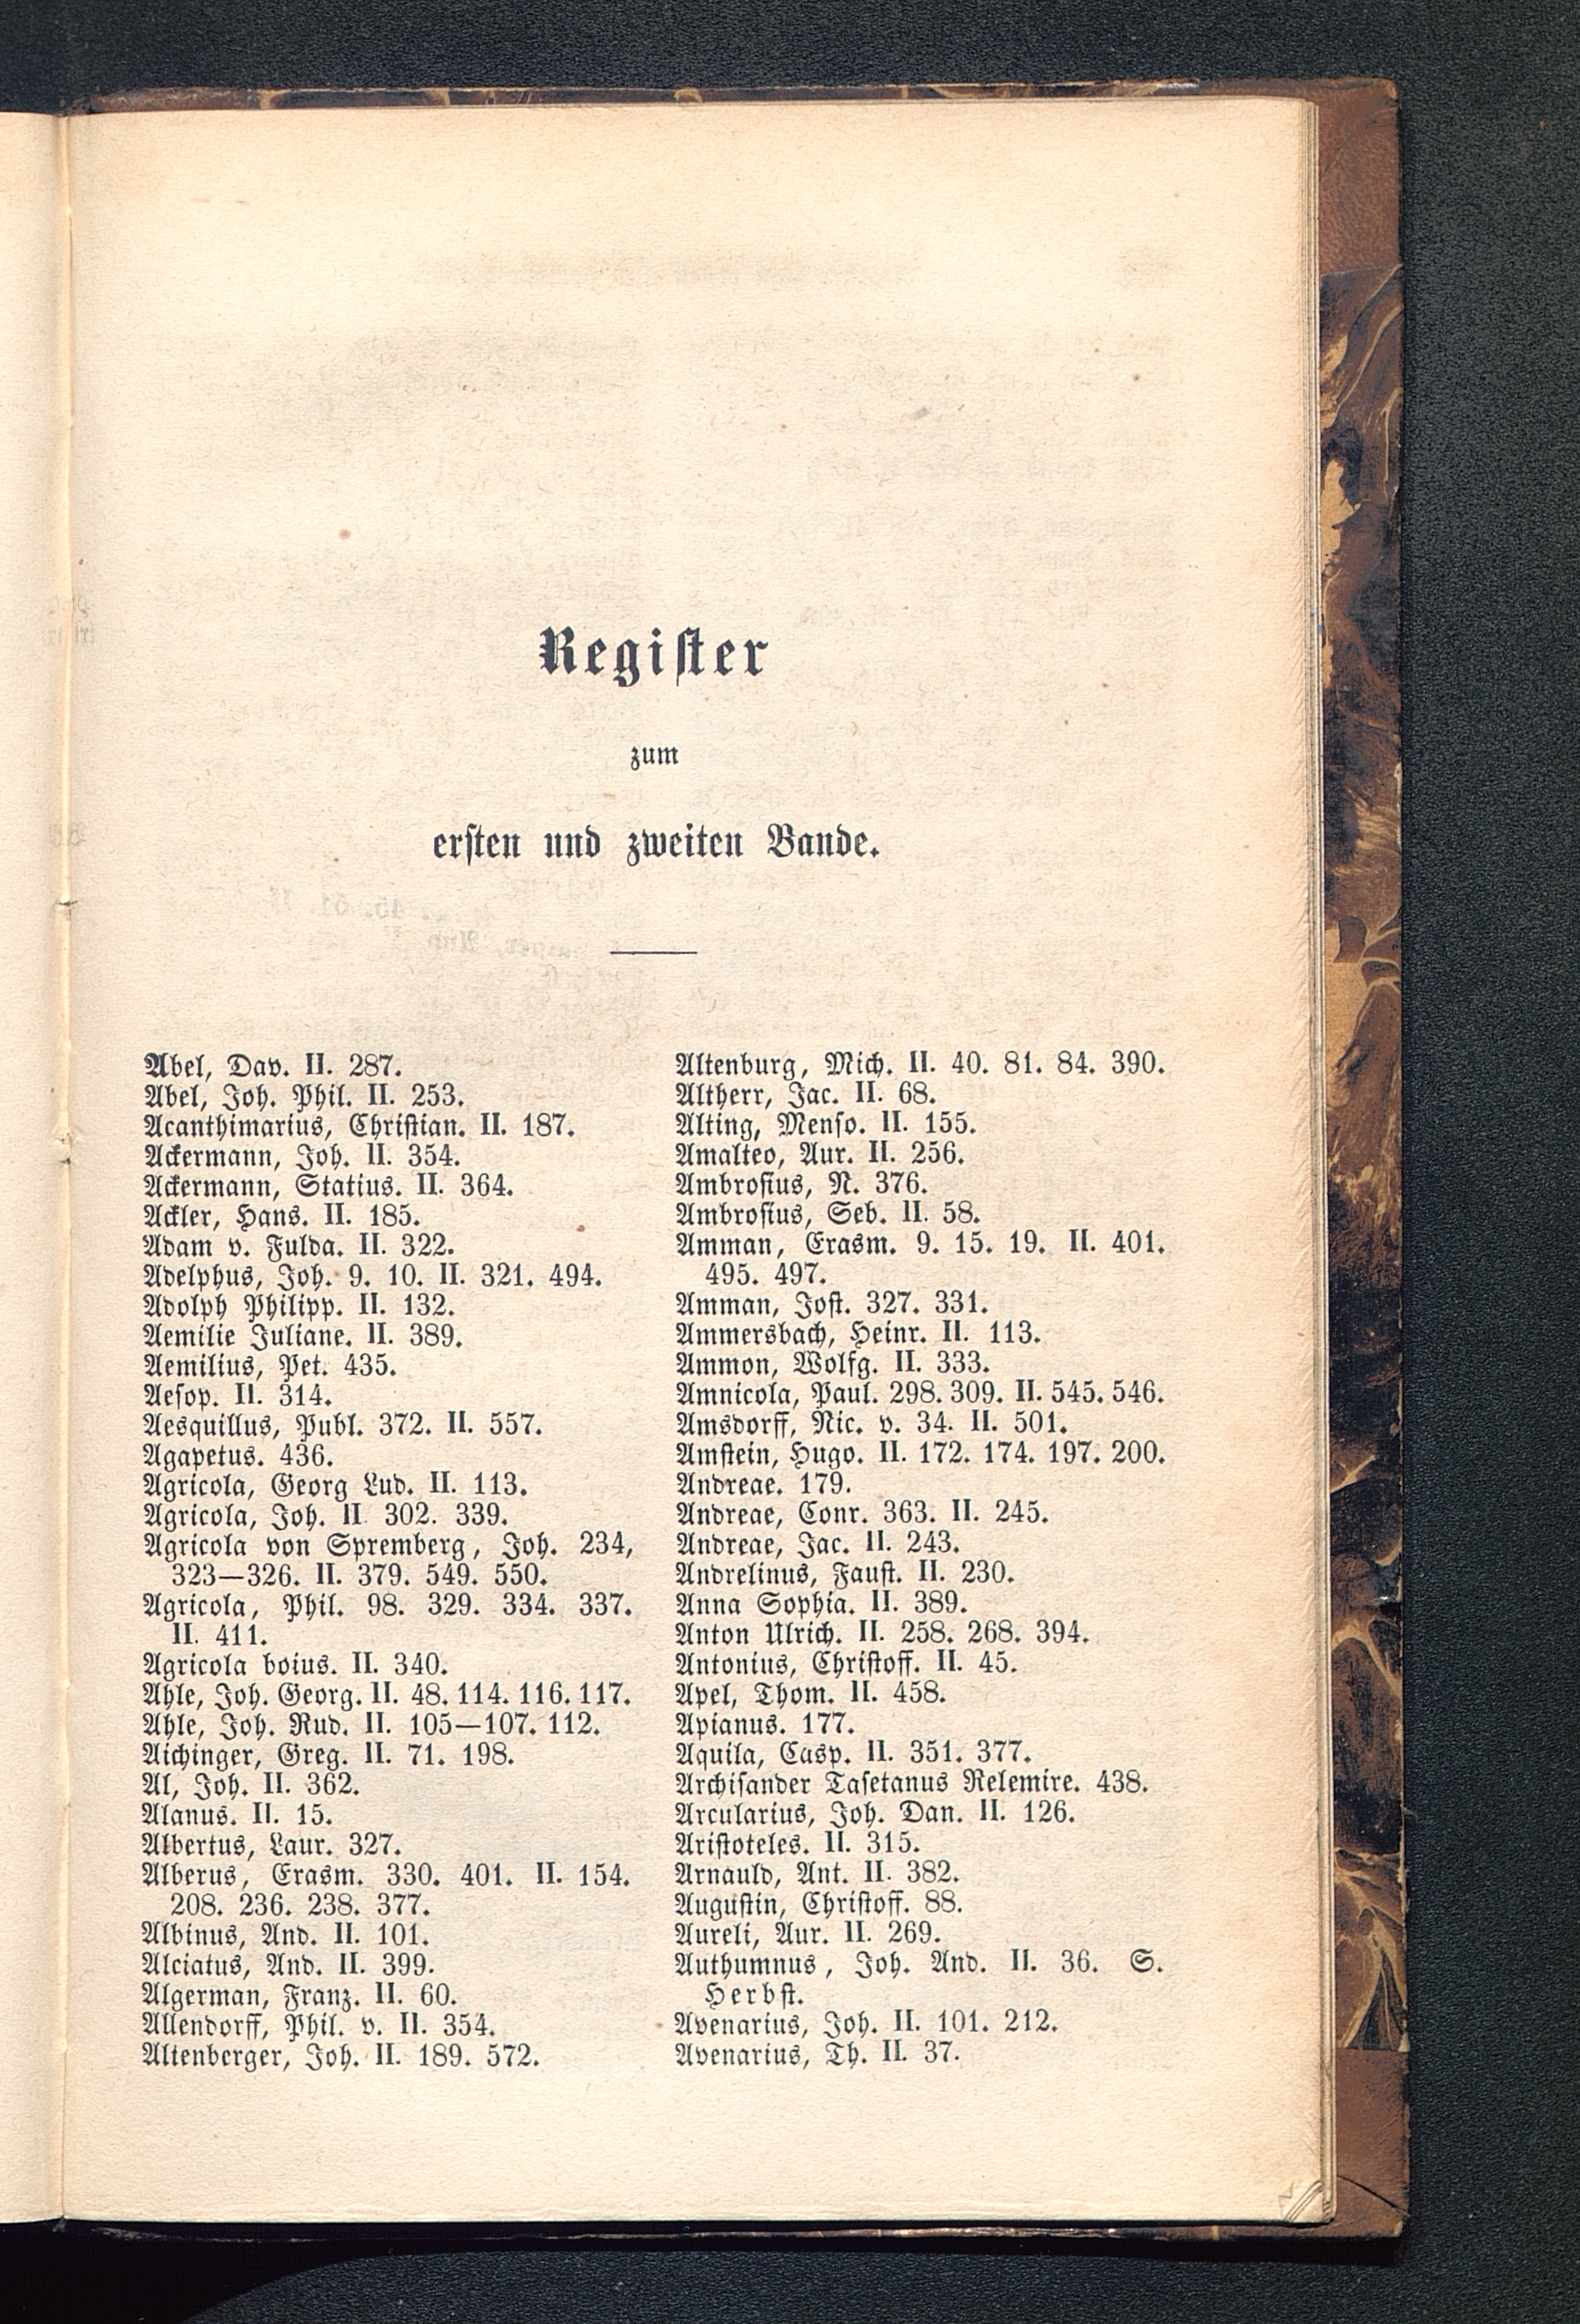 Register
zum
ersten und zweiten Bande.
Abel, Dav. II. 287.
Abel, Joh. Phil. II. 253.
Acanthimarius, Christian. II. 187.
Ackermann, Joh. II. 354.
Ackermann, Statius. II. 364.
Ackler, Hans. II. 185.
Adam v. Fulda. II. 322.
Adelphus, Joh. 9. 10. II. 321. 494.
Adolph Philipp. II. 132.
Aemilie Juliane. II. 389.
Aemilius, Pet. 435.
Aesop. II. 314.
Aesquillus, Publ. 372. II. 557.
Agapetus. 436.
Agricola, Georg Lud. II. 113.
Agricola, Joh. II. 302. 339.
Agricola von Spremberg, Joh. 234,
323—326. II. 379. 549. 550.
Agricola, Phil. 98. 329. 334. 337.
II. 411.
Agricola boius. II. 340.
Ahle, Joh. Georg. II. 48. 114. 116. 117.
Ahle, Joh. Rud. II. 105—107. 112.
Aichinger, Greg. II. 71. 198.
Al, Joh. II. 362.
Alanus. II. 15.
Albertus, Laur. 327.
Alberus, Erasm. 330. 401. II. 154.
208. 236. 238. 377.
Albinus, And. II. 101.
Alciatus, And. II. 399.
Algerman, Franz. II. 60.
Allendorff, Phil. v. II. 354.
Altenberger, Joh. II. 189. 572.
Altenburg, Mich. II. 40. 81. 84. 390.
Altherr, Jac. II. 68.
Alting, Menso. II. 155.
Amalteo, Aur. II. 256.
Ambrosius, N. 376.
Ambrosius, Seb. II. 58.
Amman, Erasm. 9. 15. 19. II. 401.
495. 497.
Amman, Jost. 327. 331.
Ammersbach, Heinr. II. 113.
Ammon, Wolfg. II. 333.
Amnicola, Paul. 298. 309. II. 545. 546.
Amsdorff, Nic. v. 34. II. 501.
Amstein, Hugo. II. 172. 174. 197. 200.
Andreae. 179.
Andreae, Conr. 363. II. 245.
Andreae, Jac. II. 243.
Andrelinus, Faust. II. 230.
Anna Sophia. II. 389.
Anton Ulrich. II. 258. 268. 394.
Antonius, Christoff. II. 45.
Apel, Thom. II. 458.
Apianus. 177.
Aquila, Casp. II. 351. 377.
Archisander Tasetanus Relemire. 438.
Arcularius, Joh. Dan. II. 126.
Aristoteles. II. 315.
Arnauld, Ant. II. 382.
Augustin, Christoff. 88.
Aureli, Aur. II. 269.
Authumnus, Joh. And. II. 36. S.
Herbst.
Avenarius, Joh. II. 101. 212.
Avenarius, Th. II. 37.